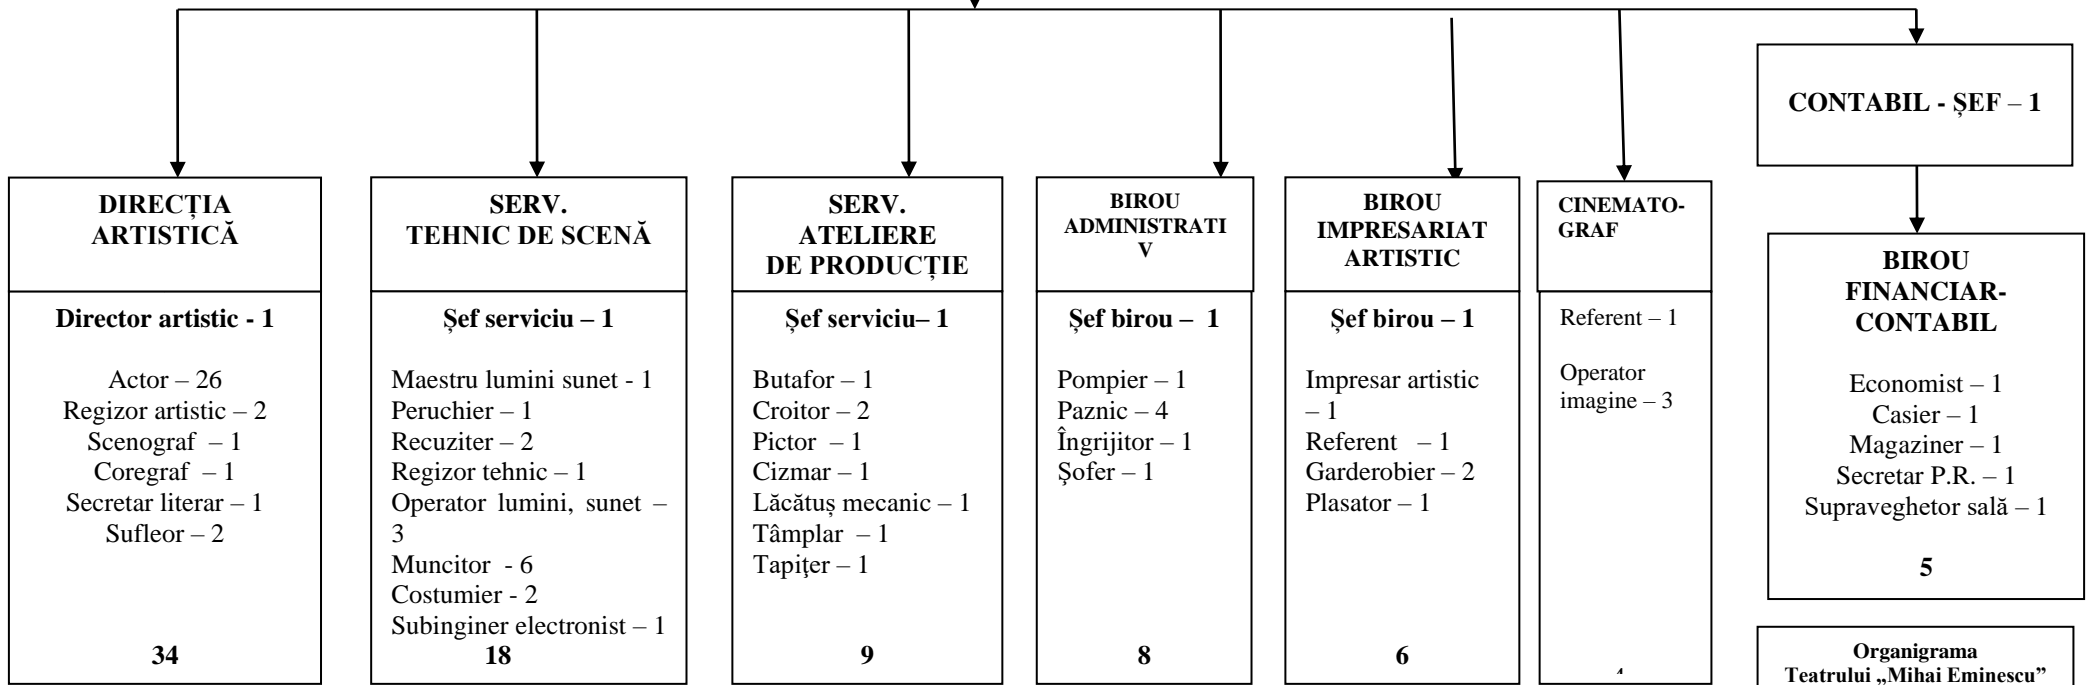 CONTABIL - ȘEF – 1
DIRECȚIA
ARTISTICĂ
Director artistic - 1
Actor – 26
Regizor artistic – 2
Scenograf – 1
Coregraf – 1
Secretar literar – 1
Sufleor – 2
34
SERV.
TEHNIC DE SCENĂ
Șef serviciu – 1
Maestru lumini sunet - 1
Peruchier – 1
Recuziter – 2
Regizor tehnic – 1
Operator lumini, sunet –
3
Muncitor - 6
Costumier - 2
Subinginer electronist – 1
18
SERV.
ATELIERE
DE PRODUCȚIE
Șef serviciu– 1
Butafor – 1
Croitor – 2
Pictor – 1
Cizmar – 1
Lăcătuș mecanic – 1
Tâmplar – 1
Tapiţer – 1
9
BIROU
ADMINISTRATI
V
Șef birou – 1
Pompier – 1
Paznic – 4
Îngrijitor – 1
Şofer – 1
8
BIROU
IMPRESARIAT
ARTISTIC
Șef birou – 1
Impresar artistic
– 1
Referent – 1
Garderobier – 2
Plasator – 1
6
CINEMATO-
GRAF
Referent – 1
Operator
imagine – 3
BIROU
FINANCIAR-
CONTABIL
Economist – 1
Casier – 1
Magaziner – 1
Secretar P.R. – 1
Supraveghetor sală – 1
5
Organigrama
Teatrului „Mihai Eminescu”